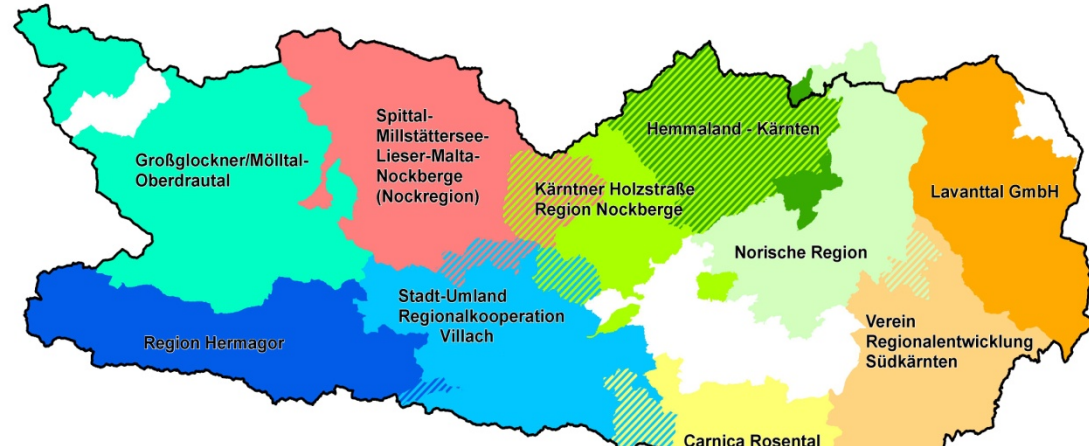 Spittal-
Millstättersee-
Lieser-Malta-
Nockberge
(Nockregion)
Großglockner/Mölltal-
Oberdrautal
Hemmaland - Kärnten
Kärntner Holzstraße
Region Nockberge
Lavanttal GmbH
Norische Region
Stadt-Umland
Regionalkooperation
Villach
Region Hermagor
Verein
Regionalentwicklung
Südkärnten
Carnica Rosental